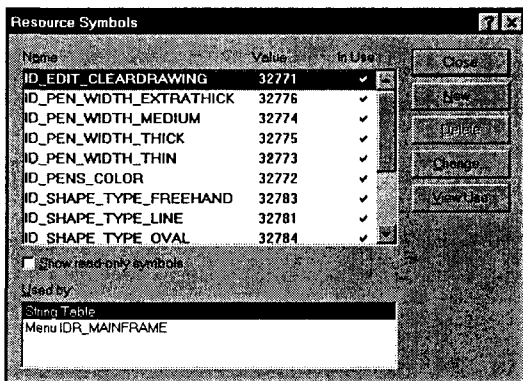 Resource Symbols
Name Value In Use
ID_EDIT_CLEARDRAWING 32771
ID_PEN_WIDTH_EXTRATHICK 32776
ID_PEN_WIDTH_MEDIUM 32774
ID_PEN_WIDTH_THICK 32775
ID_PEN_WIDTH_THIN 32773
ID_PENS_COLOR 32772
ID_SHAPE_TYPE_FREEHAND 32783
ID_SHAPE_TYPE_LINE 32781
ID_SHAPE_TYPE_OVAL 32784
Close
New...
Delete
Change...
View Use
Show read-only symbols
Used by:
String Table
Menu IDR_MAINFRAME